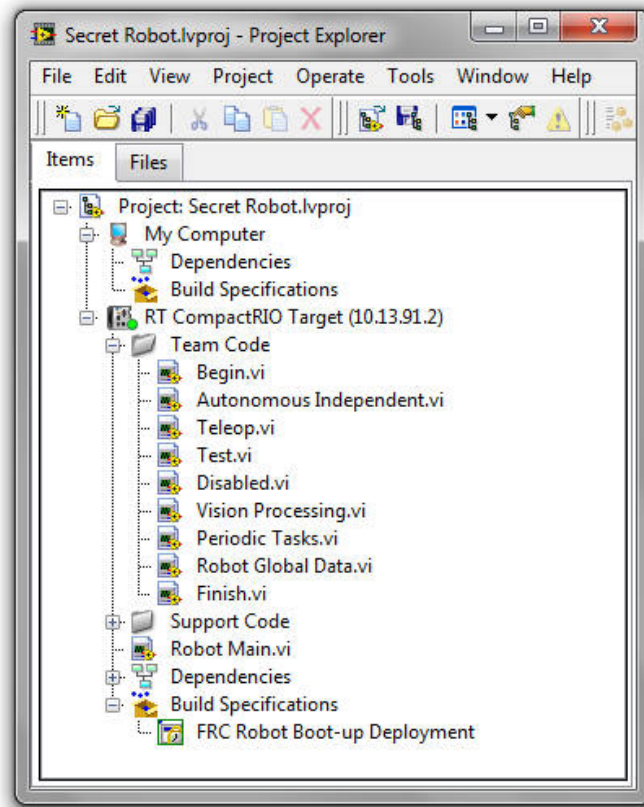 Secret Robot.lvproj - Project Explorer
File Edit View Project Operate Tools Window Help
Items Files
Project: Secret Robot.lvproj
My Computer
Dependencies
Build Specifications
RT CompactRIO Target (10.13.91.2)
Team Code
Begin.vi
Autonomous Independent.vi
Teleop.vi
Test.vi
Disabled.vi
Vision Processing.vi
Periodic Tasks.vi
Robot Global Data.vi
Finish.vi
Support Code
Robot Main.vi
Dependencies
Build Specifications
FRC Robot Boot-up Deployment